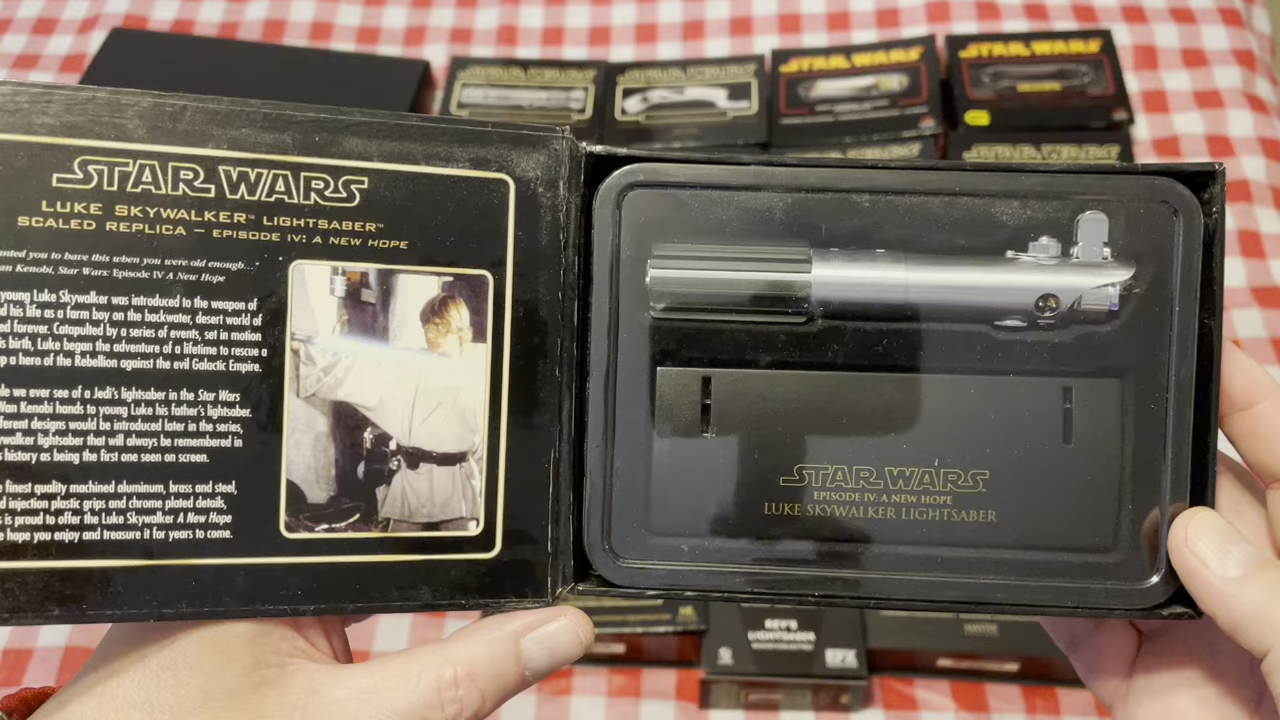 STAR WARS
STAR WARS
STAR WARS
LUKE SKYWALKER™ LIGHTSABER™
SCALED REPLICA – EPISODE IV: A NEW HOPE
you to have this when you were old enough..."
Kenobi, Star Wars: Episode IV A New Hope
young Luke Skywalker was introduced to the weapon of
his life as a farm boy on the backwater, desert world of
forever. Catapulted by a series of events, set in motion
birth, Luke began the adventure of a lifetime to rescue a
a hero of the Rebellion against the evil Galactic Empire.
we ever see of a Jedi's lightsaber in the Star Wars
Wan Kenobi hands to young Luke his father's lightsaber.
designs would be introduced later in the series,
lightsaber that will always be remembered in
history as being the first one seen on screen.
finest quality machined aluminum, brass and steel,
injection plastic grips and chrome plated details,
is proud to offer the Luke Skywalker A New Hope
hope you enjoy and treasure it for years to come.
STAR WARS
EPISODE IV: A NEW HOPE
LUKE SKYWALKER LIGHTSABER
REY'S
LIGHTSABER
EFX